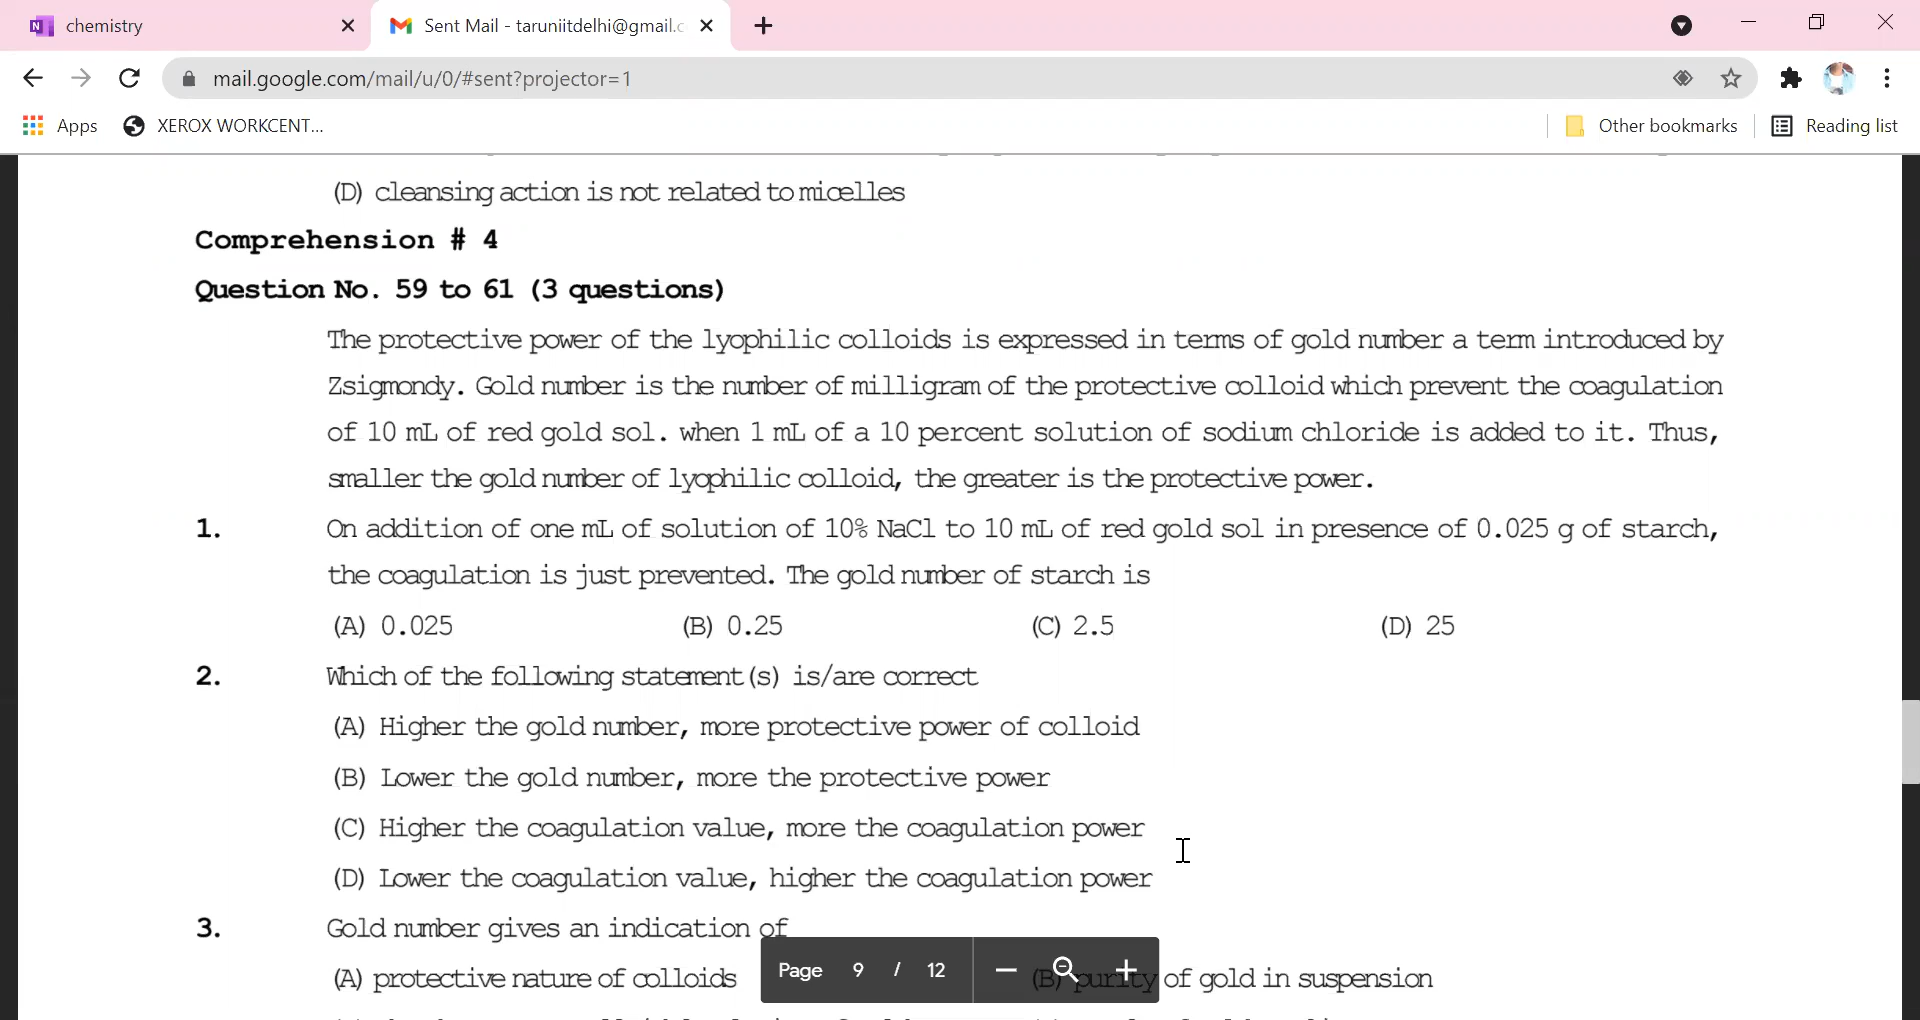 chemistry
Sent Mail - taruniitdelhi@gmail.c
mail.google.com/mail/u/0/#sent?projector=1
Apps
XEROX WORKCENT...
Other bookmarks
Reading list
(D) cleansing action is not related to micelles
Comprehension # 4
Question No. 59 to 61 (3 questions)
The protective power of the lyophilic colloids is expressed in terms of gold number a term introduced by
Zsigmondy. Gold number is the number of milligram of the protective colloid which prevent the coagulation
of 10 mL of red gold sol. when 1 mL of a 10 percent solution of sodium chloride is added to it. Thus,
smaller the gold number of lyophilic colloid, the greater is the protective power.
1. On addition of one mL of solution of 10% NaCl to 10 mL of red gold sol in presence of 0.025 g of starch,
the coagulation is just prevented. The gold number of starch is
(A) 0.025 (B) 0.25 (C) 2.5 (D) 25
2. Which of the following statement(s) is/are correct
(A) Higher the gold number, more protective power of colloid
(B) Lower the gold number, more the protective power
(C) Higher the coagulation value, more the coagulation power
(D) Lower the coagulation value, higher the coagulation power
3. Gold number gives an indication of
(A) protective nature of colloids (B) purity of gold in suspension
Page 9 / 12